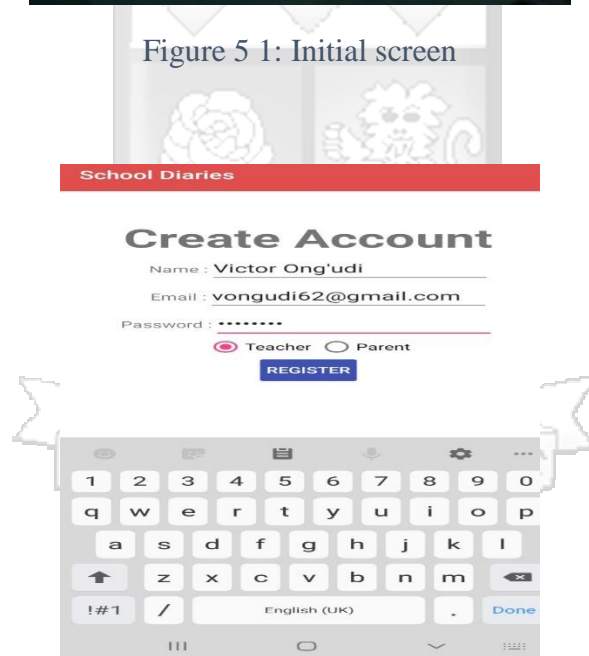 Figure 5 1: Initial screen
School Diaries
Create Account
Name : Victor Ong'udi
Email : vongudi62@gmail.com
Password : ••••••••
Teacher Parent
REGISTER
1 2 3 4 5 6 7 8 9 0
q w e r t y u i o p
a s d f g h j k l
z x c v b n m
!#1 / English (UK) . Done